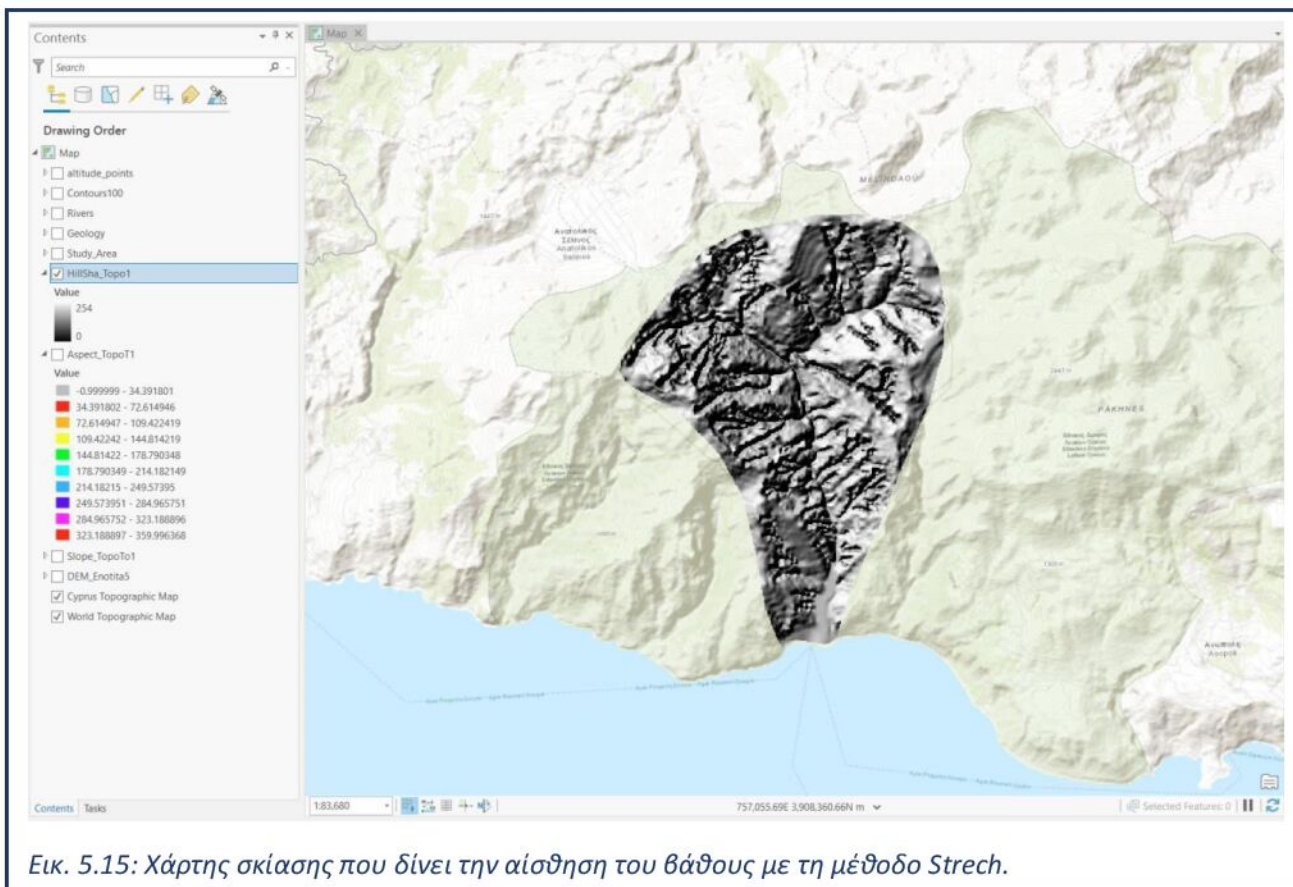 Contents
Search
Drawing Order
Map
altitude_points
Contours100
Rivers
Geology
Study_Area
HillSha_Topo1
Value
254
0
Aspect_TopoT1
Value
-0.999999 - 34.391801
34.391802 - 72.614946
72.614947 - 109.422419
109.42242 - 144.814219
144.81422 - 178.790348
178.790349 - 214.182149
214.18215 - 249.57395
249.573951 - 284.965751
284.965752 - 323.188896
323.188897 - 359.996368
Slope_TopoTo1
DEM_Enotita5
Cyprus Topographic Map
World Topographic Map
Contents Tasks
Map
MELINDAOU
Ανατολικός
Σέλινος
Anatolikos
Selinos
PAKHNES
Ανωπολη
1:83,680
757,055.69E 3,908,360.66N m
Selected Features: 0
Εικ. 5.15: Χάρτης σκίασης που δίνει την αίσθηση του βάθους με τη μέθοδο Strech.